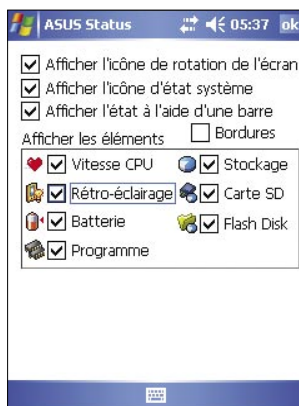 ASUS Status 05:37 ok
Afficher l'icône de rotation de l'écran
Afficher l'icône d'état système
Afficher l'état à l'aide d'une barre
Afficher les éléments Bordures
Vitesse CPU Stockage
Rétro-éclairage Carte SD
Batterie Flash Disk
Programme